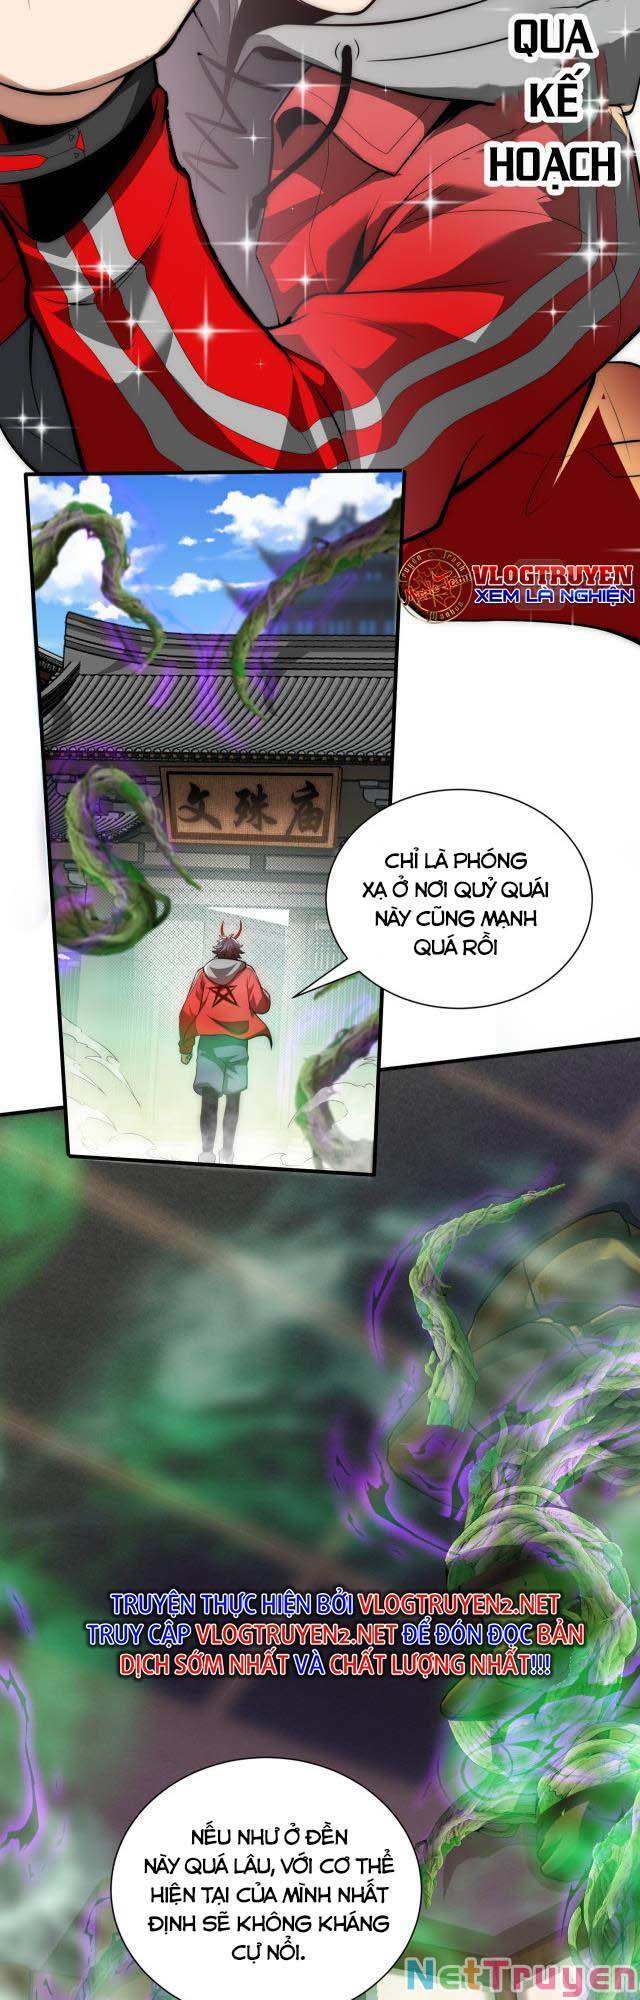 QUA
KẾ
HOẠCH
VLOGTRUYEN
XEM LÀ NGHIỆN
文殊庙
CHỈ LÀ PHÓNG
XẠ Ở NƠI QUỶ QUÁI
NÀY CŨNG MẠNH
QUÁ RỒI
TRUYỆN THỰC HIỆN BỞI VLOGTRUYEN2.NET
TRUY CẬP VLOGTRUYEN2.NET ĐỂ ĐÓN ĐỌC BẢN
DỊCH SỚM NHẤT VÀ CHẤT LƯỢNG NHẤT!!!
NẾU NHƯ Ở ĐỀN
NÀY QUÁ LÂU, VỚI CƠ THỂ
HIỆN TẠI CỦA MÌNH NHẤT
ĐỊNH SẼ KHÔNG KHÁNG
CỰ NỔI.
NetTruyen